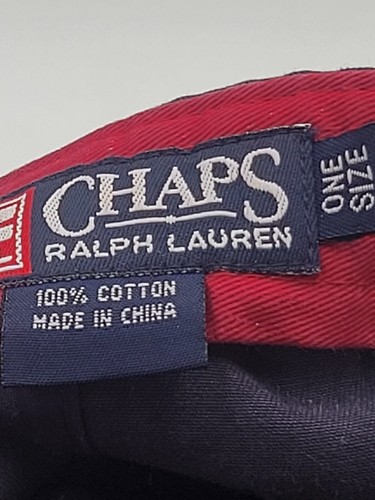 CHAPS
RALPH LAUREN
ONE
SIZE
100% COTTON
MADE IN CHINA